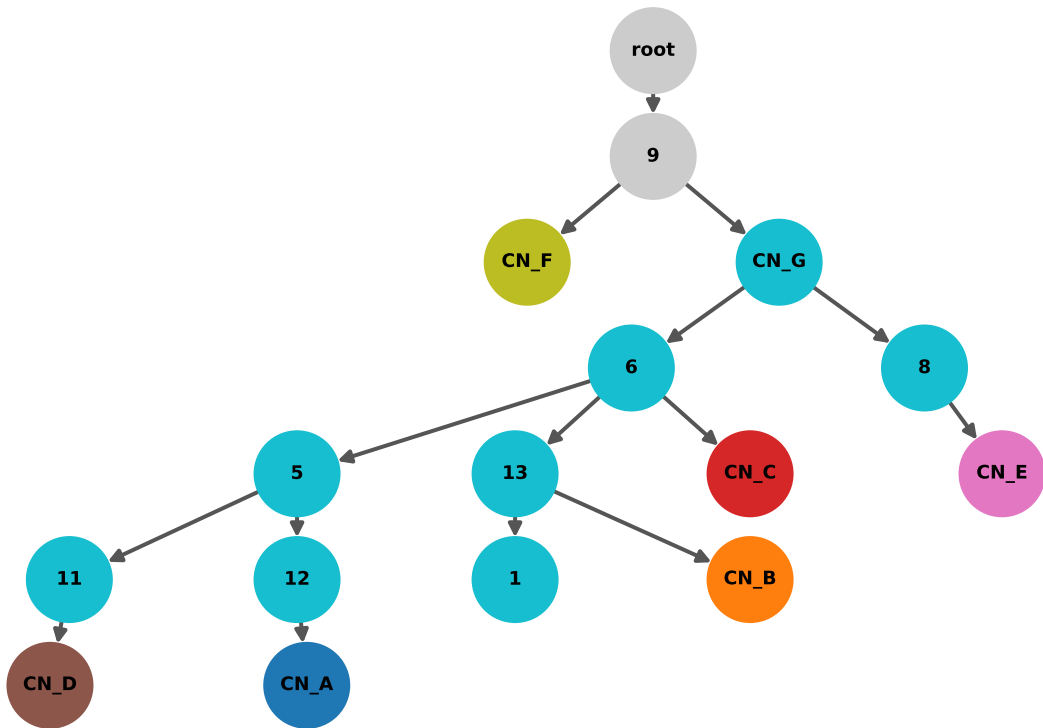 root
9
CN_F
CN_G
6
8
5
13
CN_C
CN_E
11
12
1
CN_B
CN_D
CN_A